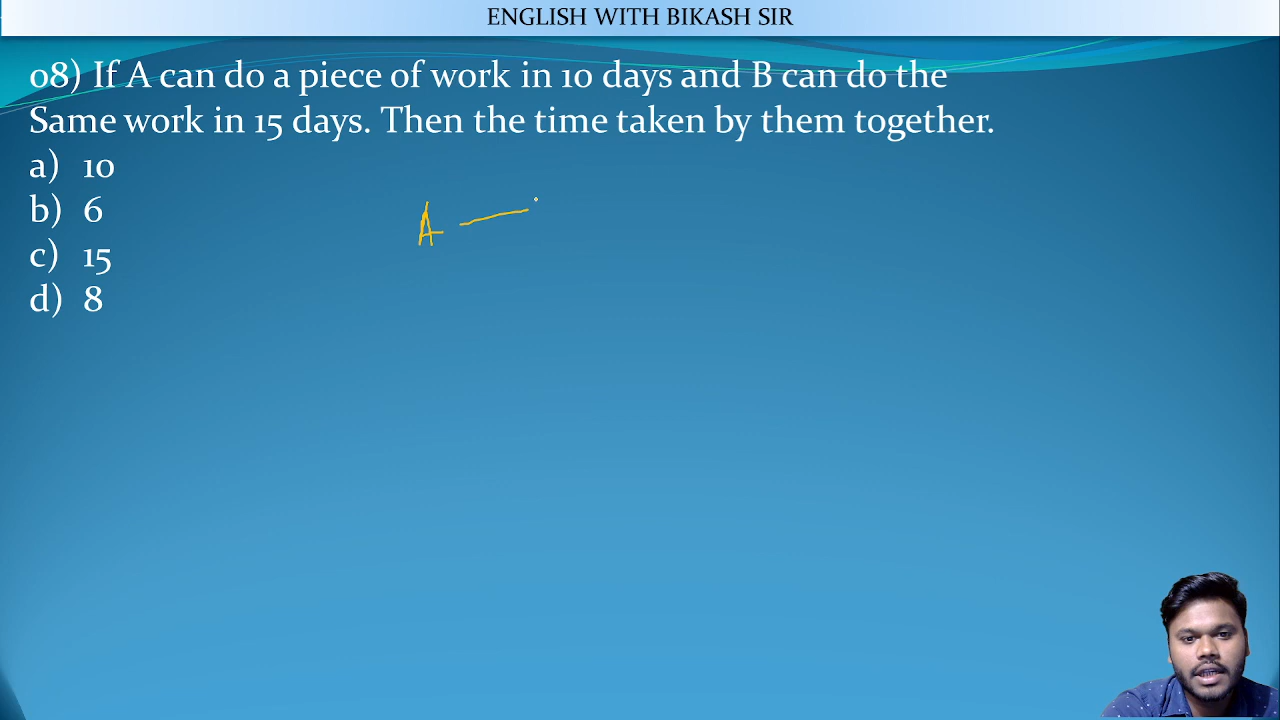 ENGLISH WITH BIKASH SIR
08) If A can do a piece of work in 10 days and B can do the
Same work in 15 days. Then the time taken by them together.
a) 10
b) 6
c) 15
d) 8
A —